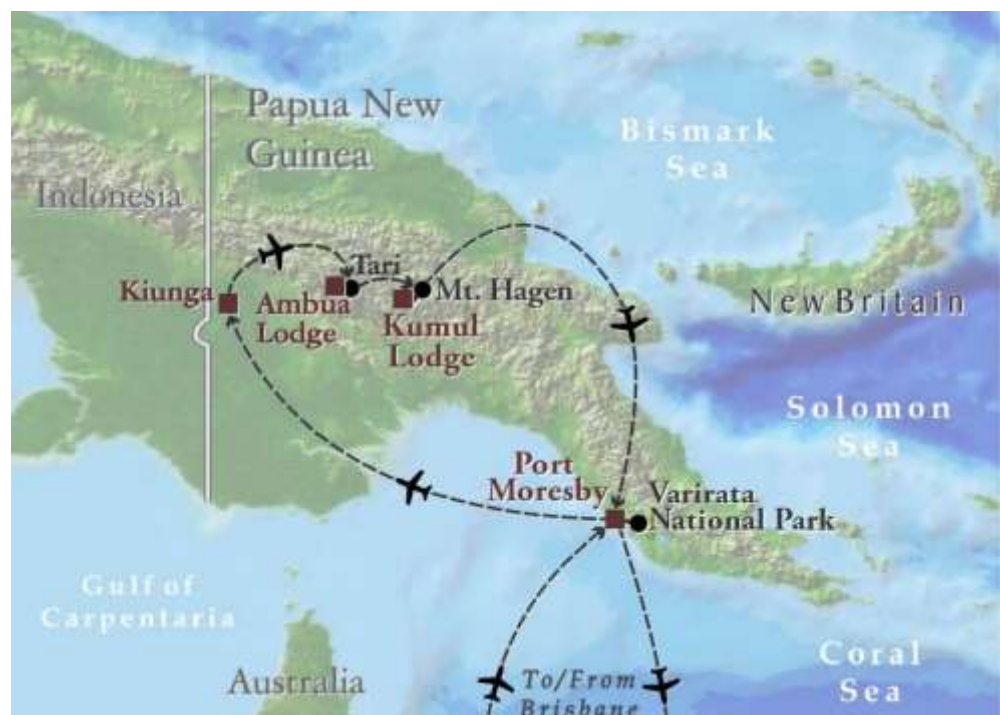 Papua New
Guinea
Bismark
Sea
Indonesia
Tari
Kiunga
Ambua
Lodge
Mt. Hagen
Kumul
Lodge
New Britain
Solomon
Sea
Port
Moresby
Varirata
National Park
Gulf of
Carpentaria
Australia
To/From
Brisbane
Coral
Sea